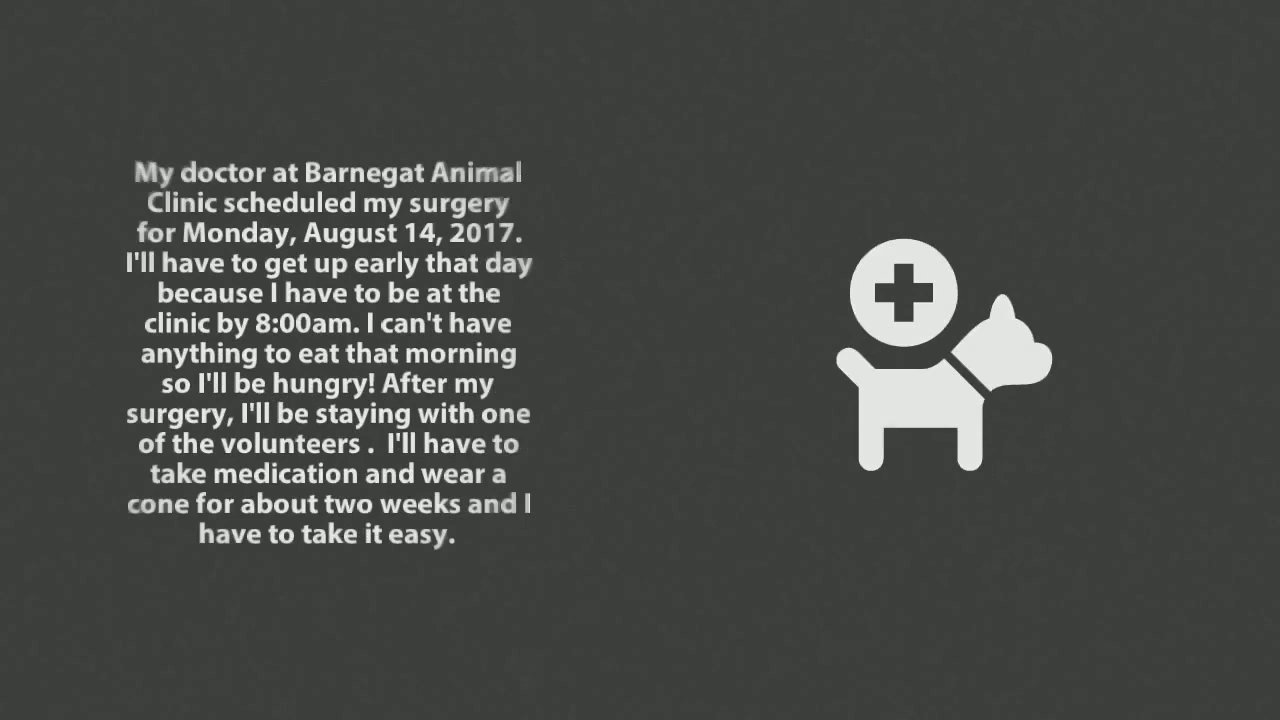 My doctor at Barnegat Animal
Clinic scheduled my surgery
for Monday, August 14, 2017.
I'll have to get up early that day
because I have to be at the
clinic by 8:00am. I can't have
anything to eat that morning
so I'll be hungry! After my
surgery, I'll be staying with one
of the volunteers .  I'll have to
take medication and wear a
cone for about two weeks and I
have to take it easy.